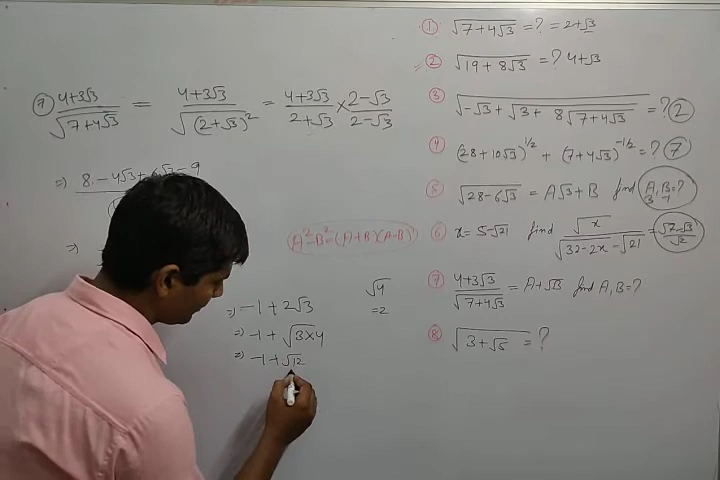 ① √7+4√3 = ? = 2+√3
② √19+8√3 = ? 4+√3
③ √-√3+√3+8√7+4√3 = ? ②
④ (28+10√3)^1/2 + (7+4√3)^-1/2 = ? ⑦
⑤ √28-6√3 = A√3+B find A,B=?
3 -1
⑥ x=5-√21 find √x/√32-2x-√21 = √7-√3/√2
⑦ 4+3√3/√7+4√3 = A+√B find A,B=?
⑧ √3+√5 = ?
⑦ 4+3√3/√7+4√3 = 4+3√3/√(2+√3)² = 4+3√3/2+√3 × 2-√3/2-√3
⇒ 8-4√3+6√3-9
⇒
A²-B²=(A+B)(A-B)
⇒ -1+2√3
⇒ -1+√3×4
⇒ -1+√12
√4
=2